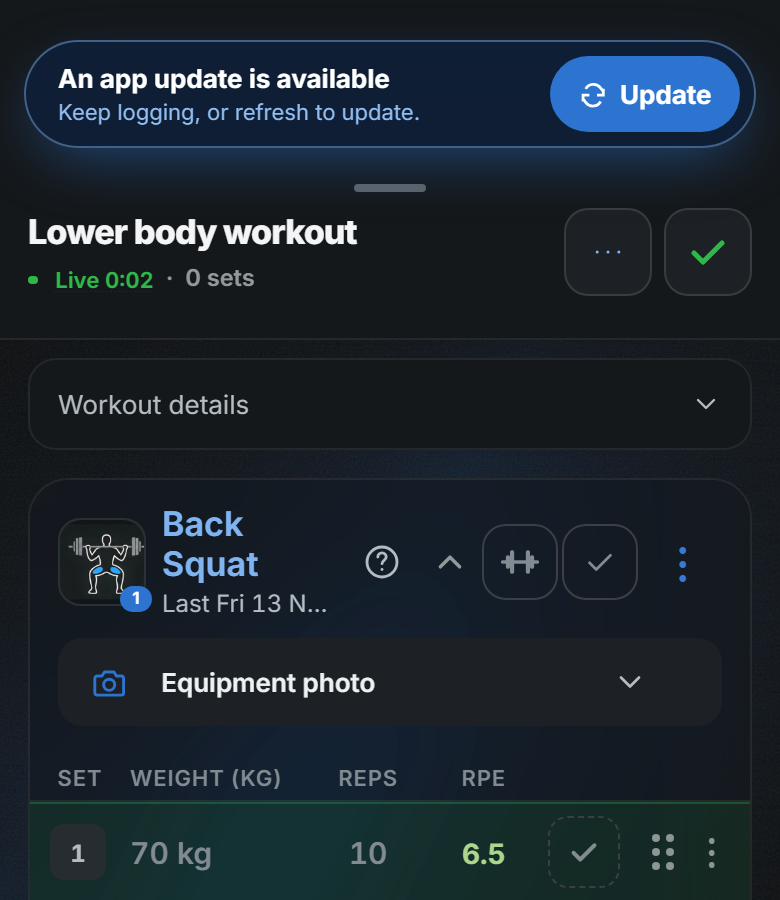 An app update is available
Keep logging, or refresh to update.
Update
Lower body workout
Live 0:02 · 0 sets
Workout details
Back
Squat
Last Fri 13 N...
1
Equipment photo
SET WEIGHT (KG) REPS RPE
1 70 kg 10 6.5